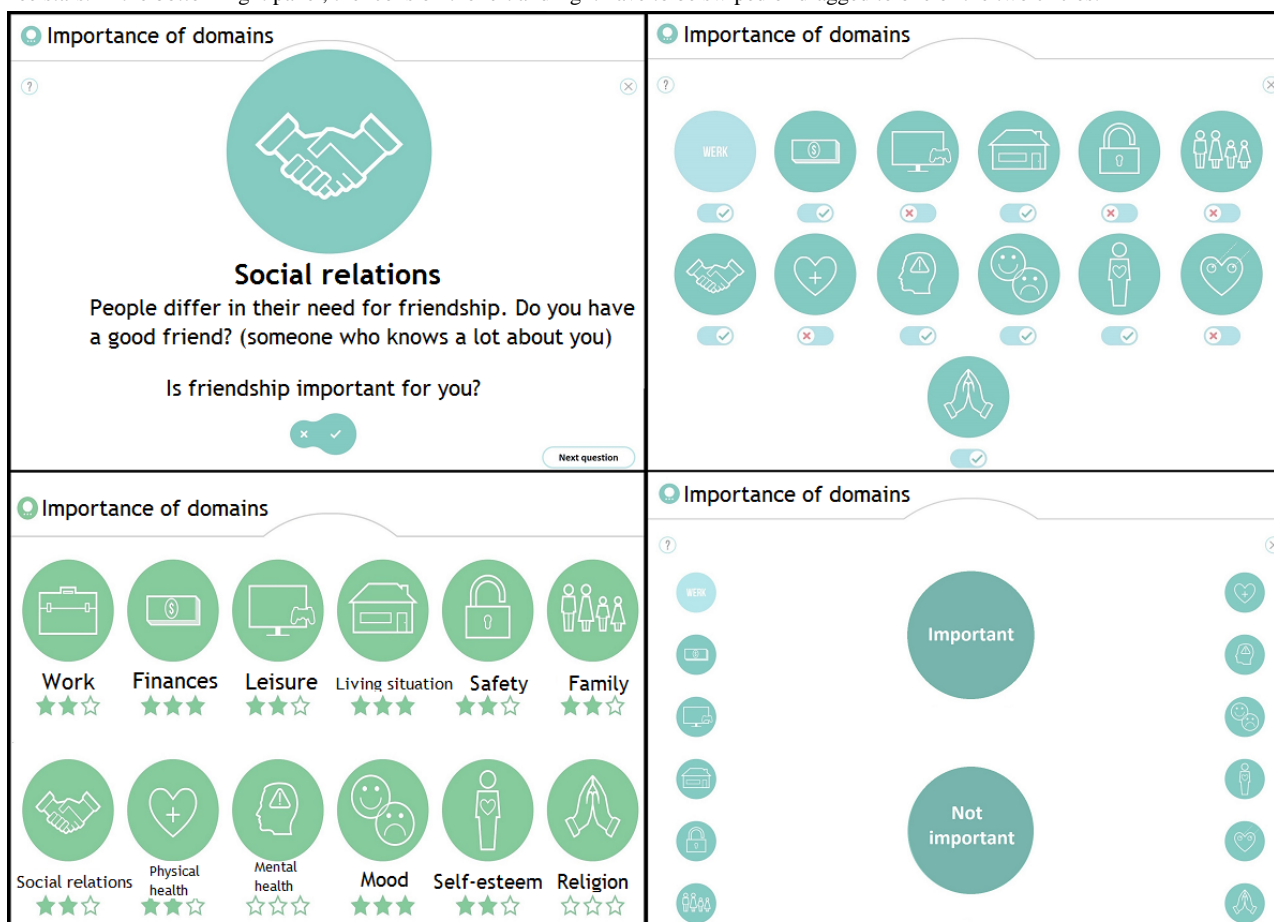 Importance of domains
?
Social relations
People differ in their need for friendship. Do you have
a good friend? (someone who knows a lot about you)
Is friendship important for you?
Next question
Importance of domains
?
WERK
Importance of domains
Work
Finances
Leisure
Living situation
Safety
Family
Social relations
Physical
health
Mental
health
Mood
Self-esteem
Religion
Importance of domains
?
WERK
Important
Not
important